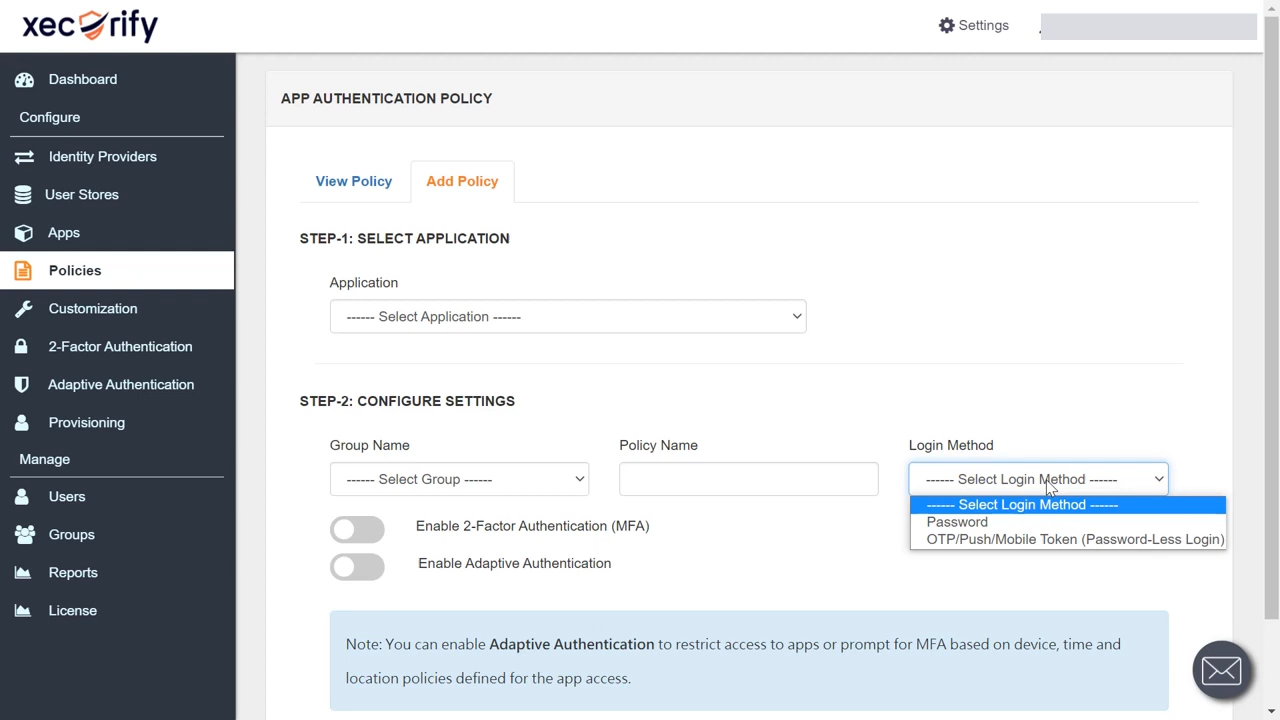 xecurify
Settings
Dashboard
Configure
Identity Providers
User Stores
Apps
Policies
Customization
2-Factor Authentication
Adaptive Authentication
Provisioning
Manage
Users
Groups
Reports
License
APP AUTHENTICATION POLICY
View Policy
Add Policy
STEP-1: SELECT APPLICATION
Application
------ Select Application ------
STEP-2: CONFIGURE SETTINGS
Group Name
Policy Name
Login Method
------ Select Group ------
------ Select Login Method ------
------ Select Login Method ------
Password
OTP/Push/Mobile Token (Password-Less Login)
Enable 2-Factor Authentication (MFA)
Enable Adaptive Authentication
Note: You can enable Adaptive Authentication to restrict access to apps or prompt for MFA based on device, time and
location policies defined for the app access.